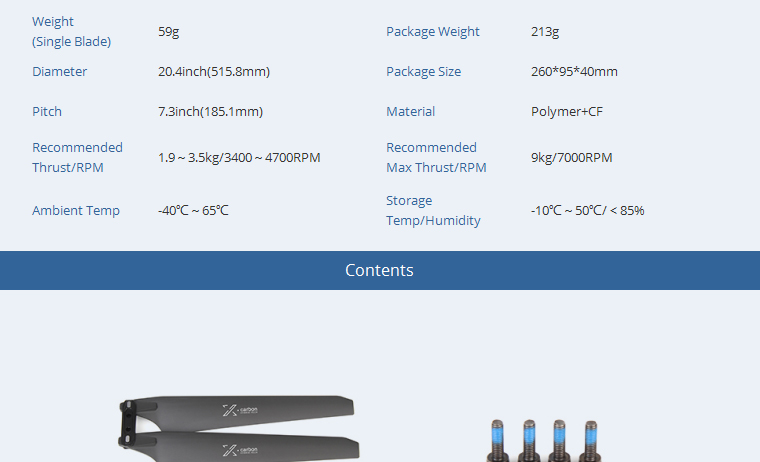 Weight
(Single Blade)
59g
Package Weight
213g
Diameter
20.4inch(515.8mm)
Package Size
260*95*40mm
Pitch
7.3inch(185.1mm)
Material
Polymer+CF
Recommended
Thrust/RPM
1.9～3.5kg/3400～4700RPM
Recommended
Max Thrust/RPM
9kg/7000RPM
Ambient Temp
-40℃～65℃
Storage
Temp/Humidity
-10℃～50℃/ < 85%
Contents
X-carbon
X-carbon